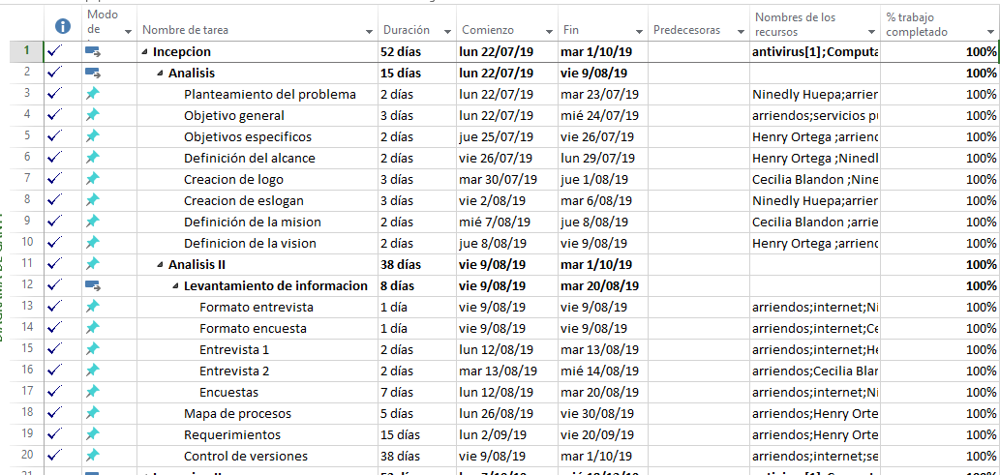 Modo de Nombre de tarea Duración Comienzo Fin Predecesoras Nombres de los recursos % trabajo completado
1 Incepcion 52 días lun 22/07/19 mar 1/10/19 antivirus[1];Computa 100%
2 Analisis 15 días lun 22/07/19 vie 9/08/19 100%
3 Planteamiento del problema 2 días lun 22/07/19 mar 23/07/19 Ninedly Huepa;arrier 100%
4 Objetivo general 3 días lun 22/07/19 mié 24/07/19 arriendos;servicios pu 100%
5 Objetivos especificos 2 días jue 25/07/19 vie 26/07/19 Henry Ortega ;arrienc 100%
6 Definición del alcance 2 días vie 26/07/19 lun 29/07/19 Henry Ortega ;Ninedl 100%
7 Creacion de logo 3 días mar 30/07/19 jue 1/08/19 Cecilia Blandon ;Nine 100%
8 Creacion de eslogan 3 días vie 2/08/19 mar 6/08/19 Ninedly Huepa;arrier 100%
9 Definición de la mision 2 días mié 7/08/19 jue 8/08/19 Cecilia Blandon ;arrie 100%
10 Definicion de la vision 2 días jue 8/08/19 vie 9/08/19 Henry Ortega ;arrienc 100%
11 Analisis II 38 días vie 9/08/19 mar 1/10/19 100%
12 Levantamiento de informacion 8 días vie 9/08/19 mar 20/08/19 100%
13 Formato entrevista 1 día vie 9/08/19 vie 9/08/19 arriendos;internet;Ni 100%
14 Formato encuesta 1 día vie 9/08/19 vie 9/08/19 arriendos;internet;Ce 100%
15 Entrevista 1 2 días lun 12/08/19 mar 13/08/19 arriendos;internet;He 100%
16 Entrevista 2 2 días mar 13/08/19 mié 14/08/19 arriendos;Cecilia Blar 100%
17 Encuestas 7 días lun 12/08/19 mar 20/08/19 arriendos;internet;Ni 100%
18 Mapa de procesos 5 días lun 26/08/19 vie 30/08/19 arriendos;Henry Orte 100%
19 Requerimientos 15 días lun 2/09/19 vie 20/09/19 arriendos;Henry Orte 100%
20 Control de versiones 38 días vie 9/08/19 mar 1/10/19 arriendos;internet;se 100%